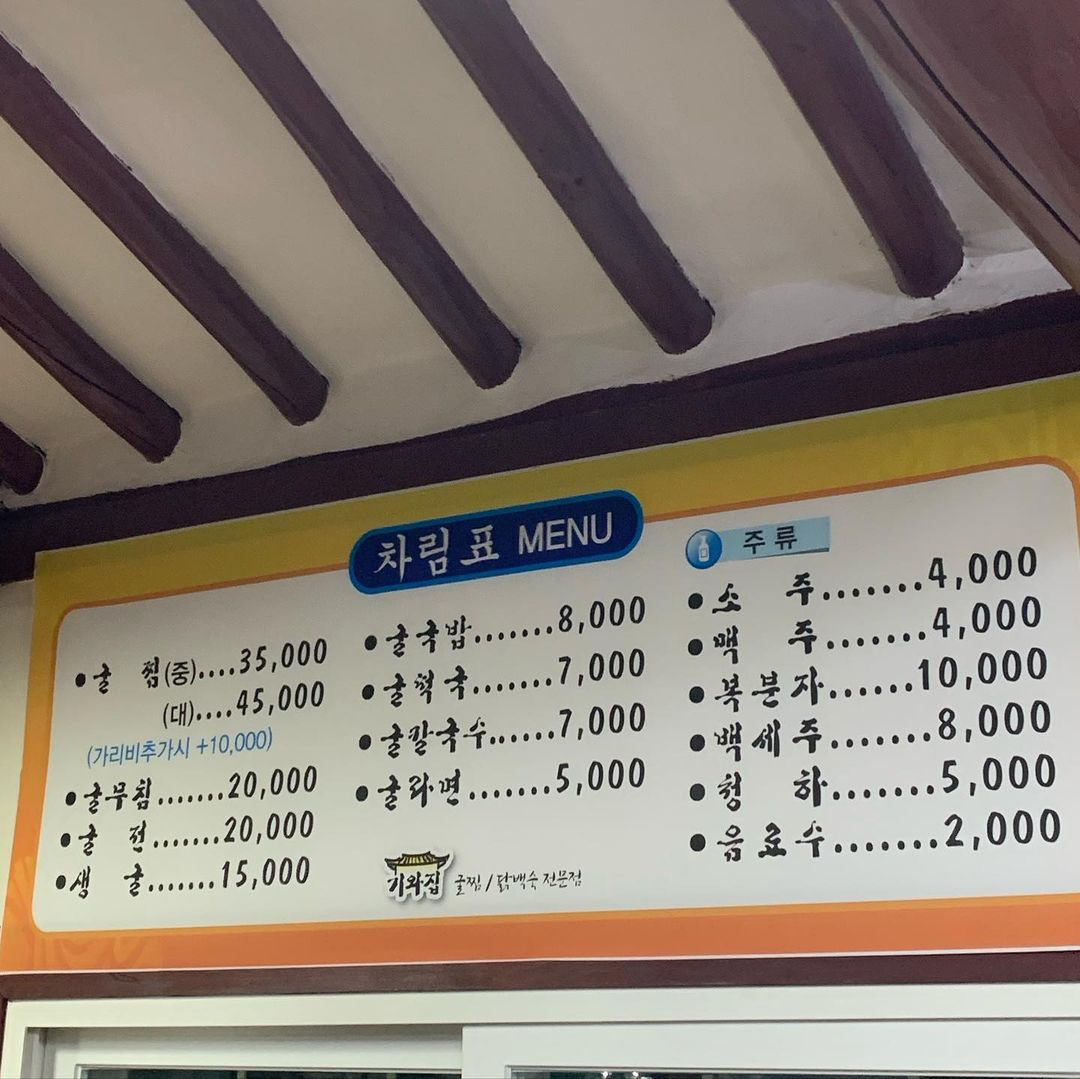 차림표 MENU
굴 찜(중)....35,000
(대)....45,000
(가리비추가시 +10,000)
굴무침.......20,000
굴 전.......20,000
생 굴.......15,000
굴국밥.......8,000
굴떡국.......7,000
굴칼국수......7,000
굴라면.......5,000
기와집 굴찜/닭백숙 전문점
주류
소 주.......4,000
맥 주.......4,000
복분자......10,000
백세주.......8,000
청 하.......5,000
음료수.......2,000